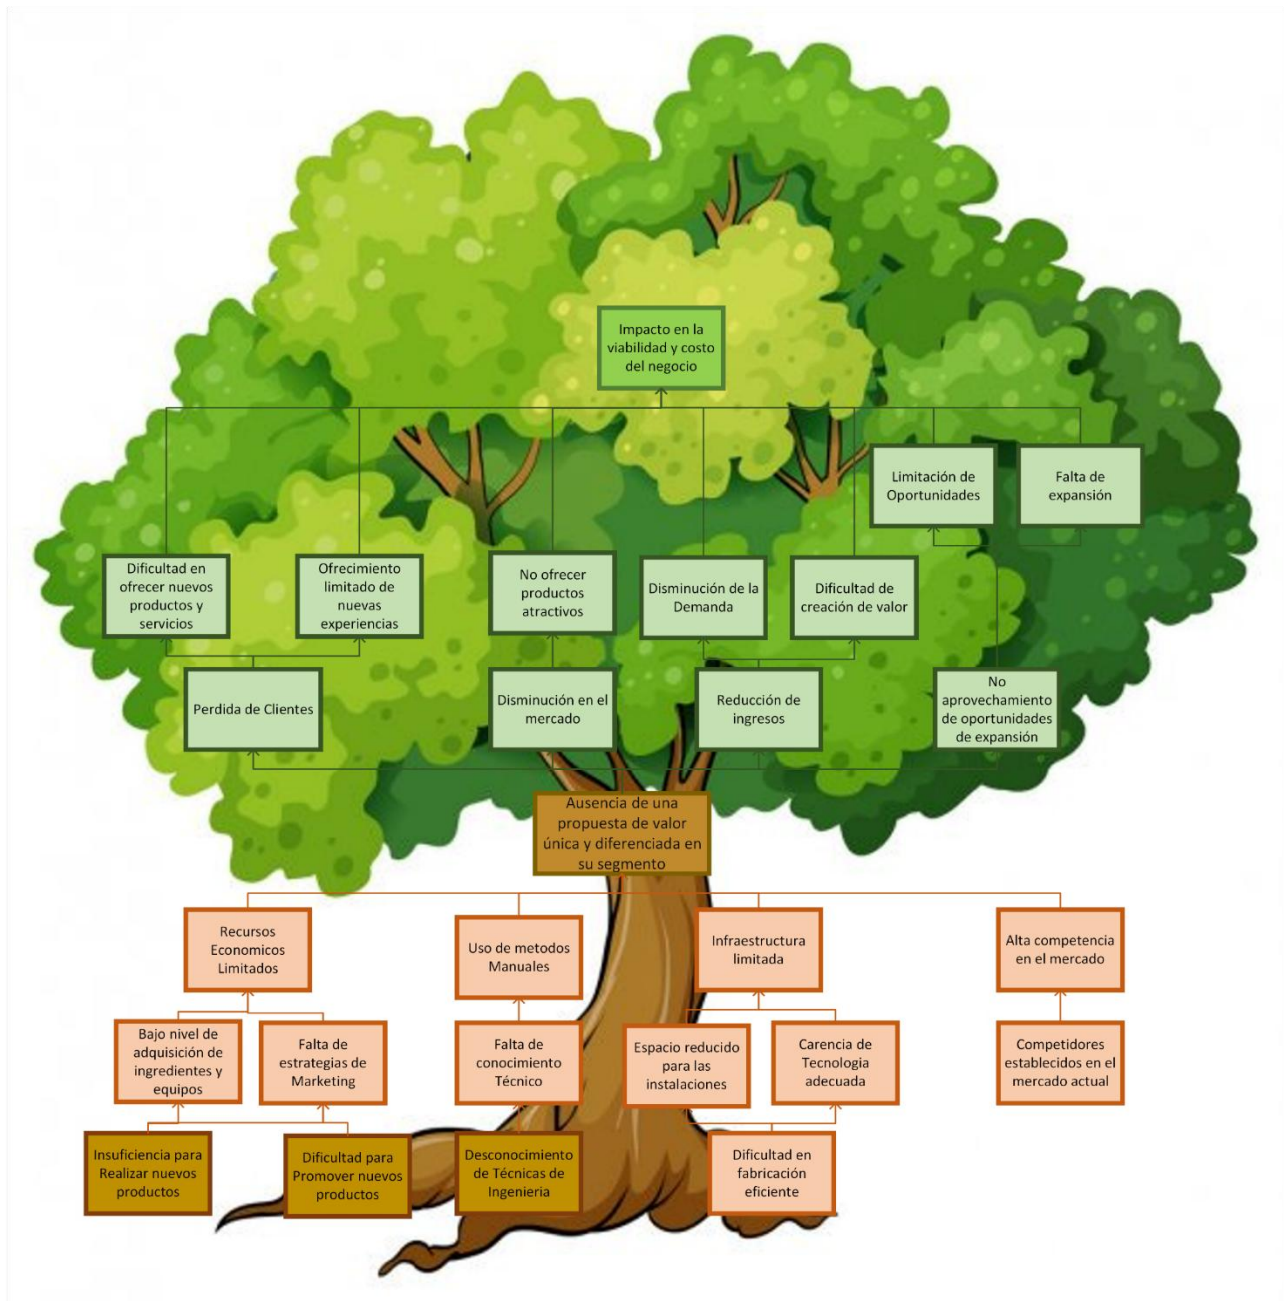 Impacto en la
viabilidad y costo
del negocio
Limitación de
Oportunidades
Falta de
expansión
Dificultad en
ofrecer nuevos
productos y
servicios
Ofrecimiento
limitado de
nuevas
experiencias
No ofrecer
productos
atractivos
Disminución de la
Demanda
Dificultad de
creación de valor
Perdida de Clientes
Disminución en el
mercado
Reducción de
ingresos
No
aprovechamiento
de oportunidades
de expansión
Ausencia de una
propuesta de valor
única y diferenciada en
su segmento
Recursos
Economicos
Limitados
Uso de metodos
Manuales
Infraestructura
limitada
Alta competencia
en el mercado
Bajo nivel de
adquisición de
ingredientes y
equipos
Falta de
estrategias de
Marketing
Falta de
conocimiento
Técnico
Espacio reducido
para las
instalaciones
Carencia de
Tecnologia
adecuada
Competidores
establecidos en el
mercado actual
Insuficiencia para
Realizar nuevos
productos
Dificultad para
Promover nuevos
productos
Desconocimiento
de Técnicas de
Ingenieria
Dificultad en
fabricación
eficiente